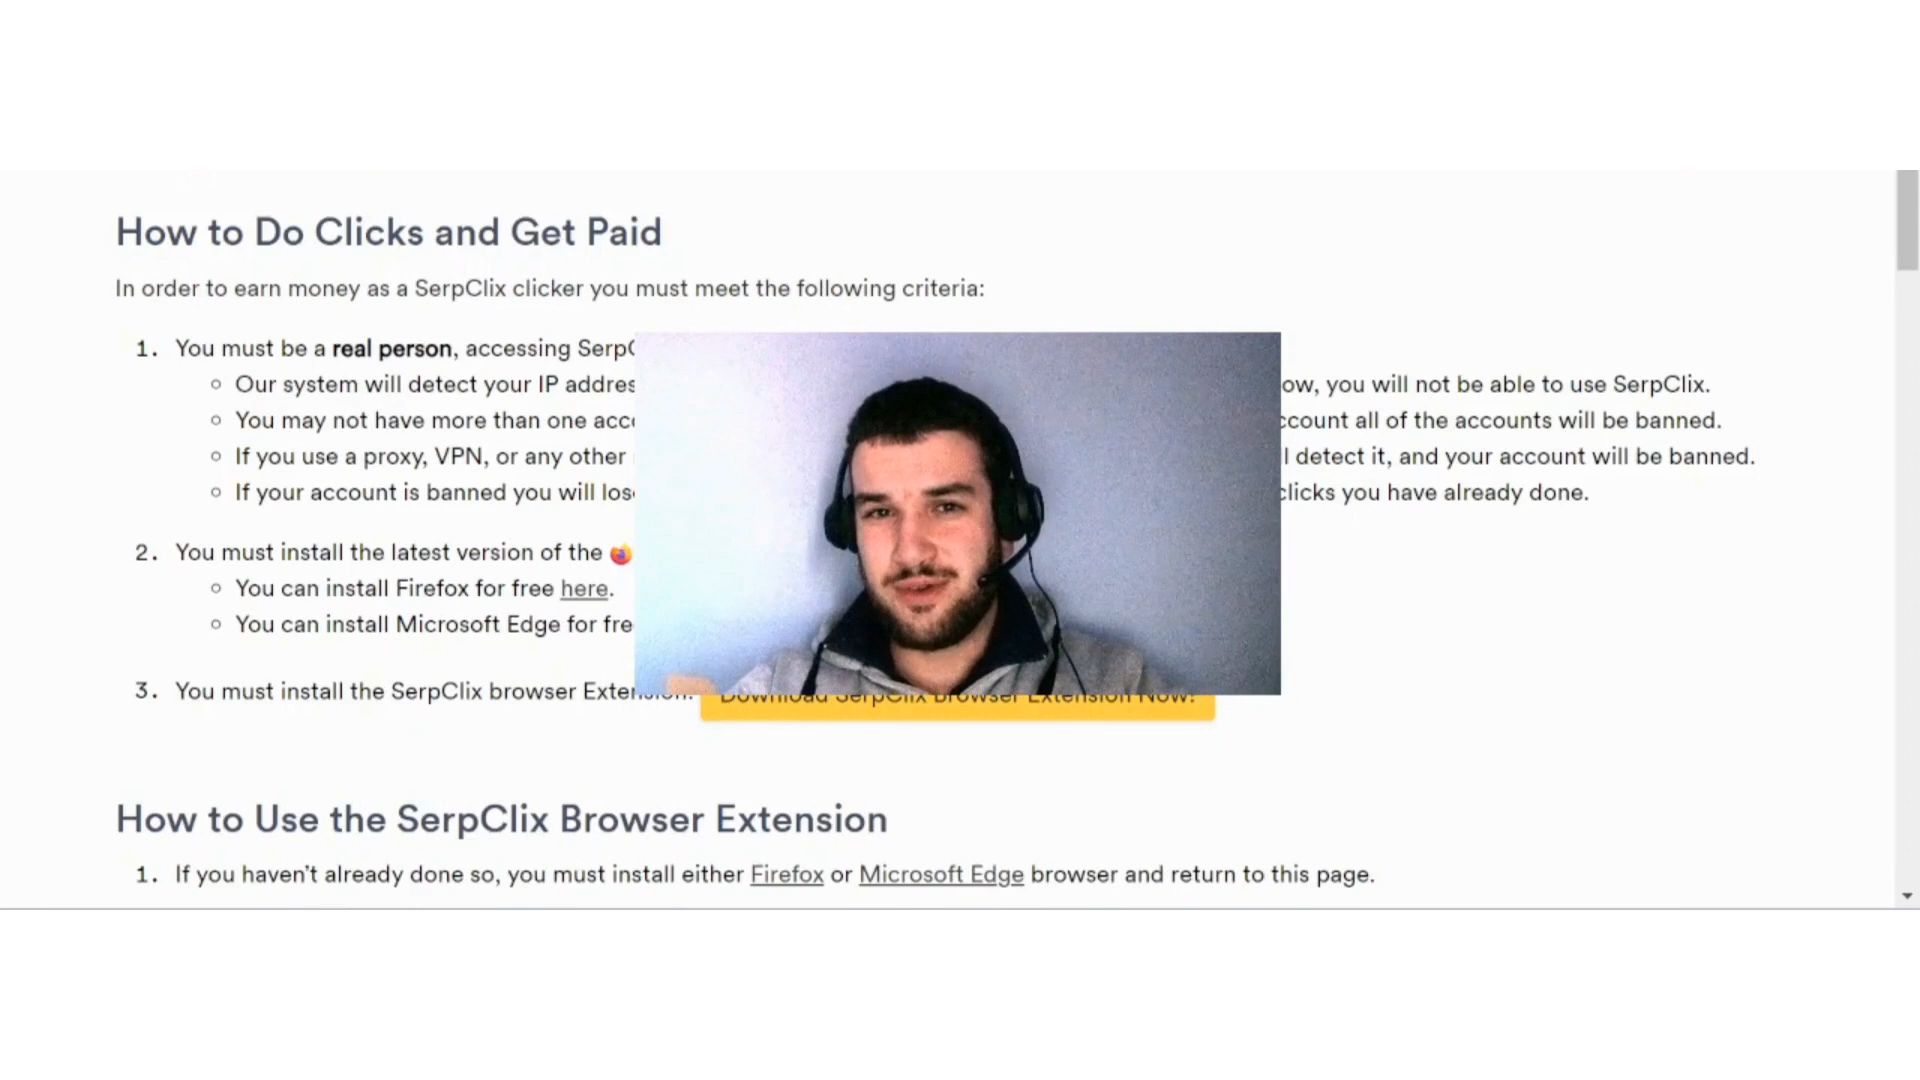 How to Do Clicks and Get Paid
In order to earn money as a SerpClix clicker you must meet the following criteria:
1. You must be a real person, accessing
Our system will detect your IP ow, you will not be able to use SerpClix.
You may not have more than one all of the accounts will be banned.
If you use a proxy, VPN, or any other detect it, and your account will be banned.
If your account is banned you will you have already done.
2. You must install the latest version of the
You can install Firefox for free here.
You can install Microsoft Edge for
3. You must install the SerpClix browser Extension. Download SerpClix Browser Extension Now!
How to Use the SerpClix Browser Extension
1. If you haven't already done so, you must install either Firefox or Microsoft Edge browser and return to this page.